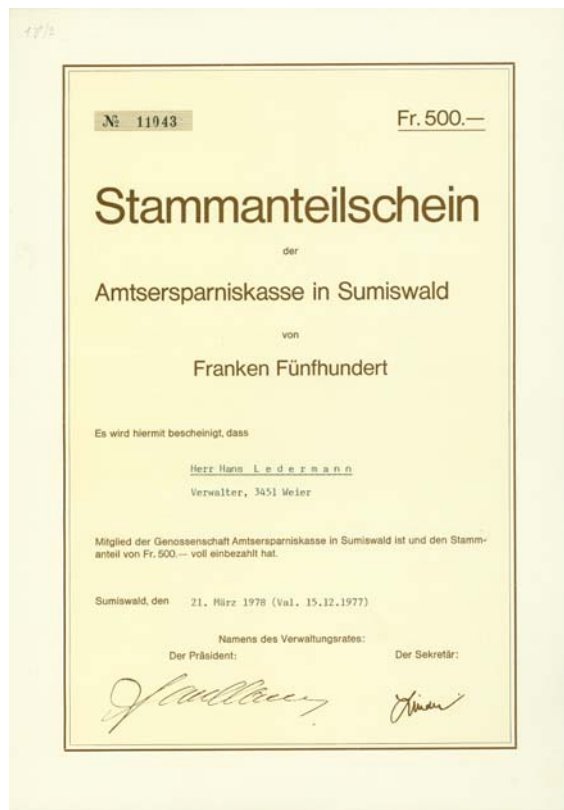 № 11943
Fr. 500.—
Stammanteilschein
der
Amtsersparniskasse in Sumiswald
von
Franken Fünfhundert
Es wird hiermit bescheinigt, dass
Herr Hans L e d e r m a n n
Verwalter, 3451 Weier
Mitglied der Genossenschaft Amtsersparniskasse in Sumiswald ist und den Stamm-
anteil von Fr. 500.— voll einbezahlt hat.
Sumiswald, den 21. März 1978 (Val. 15.12.1977)
Namens des Verwaltungsrates:
Der Präsident: Der Sekretär: